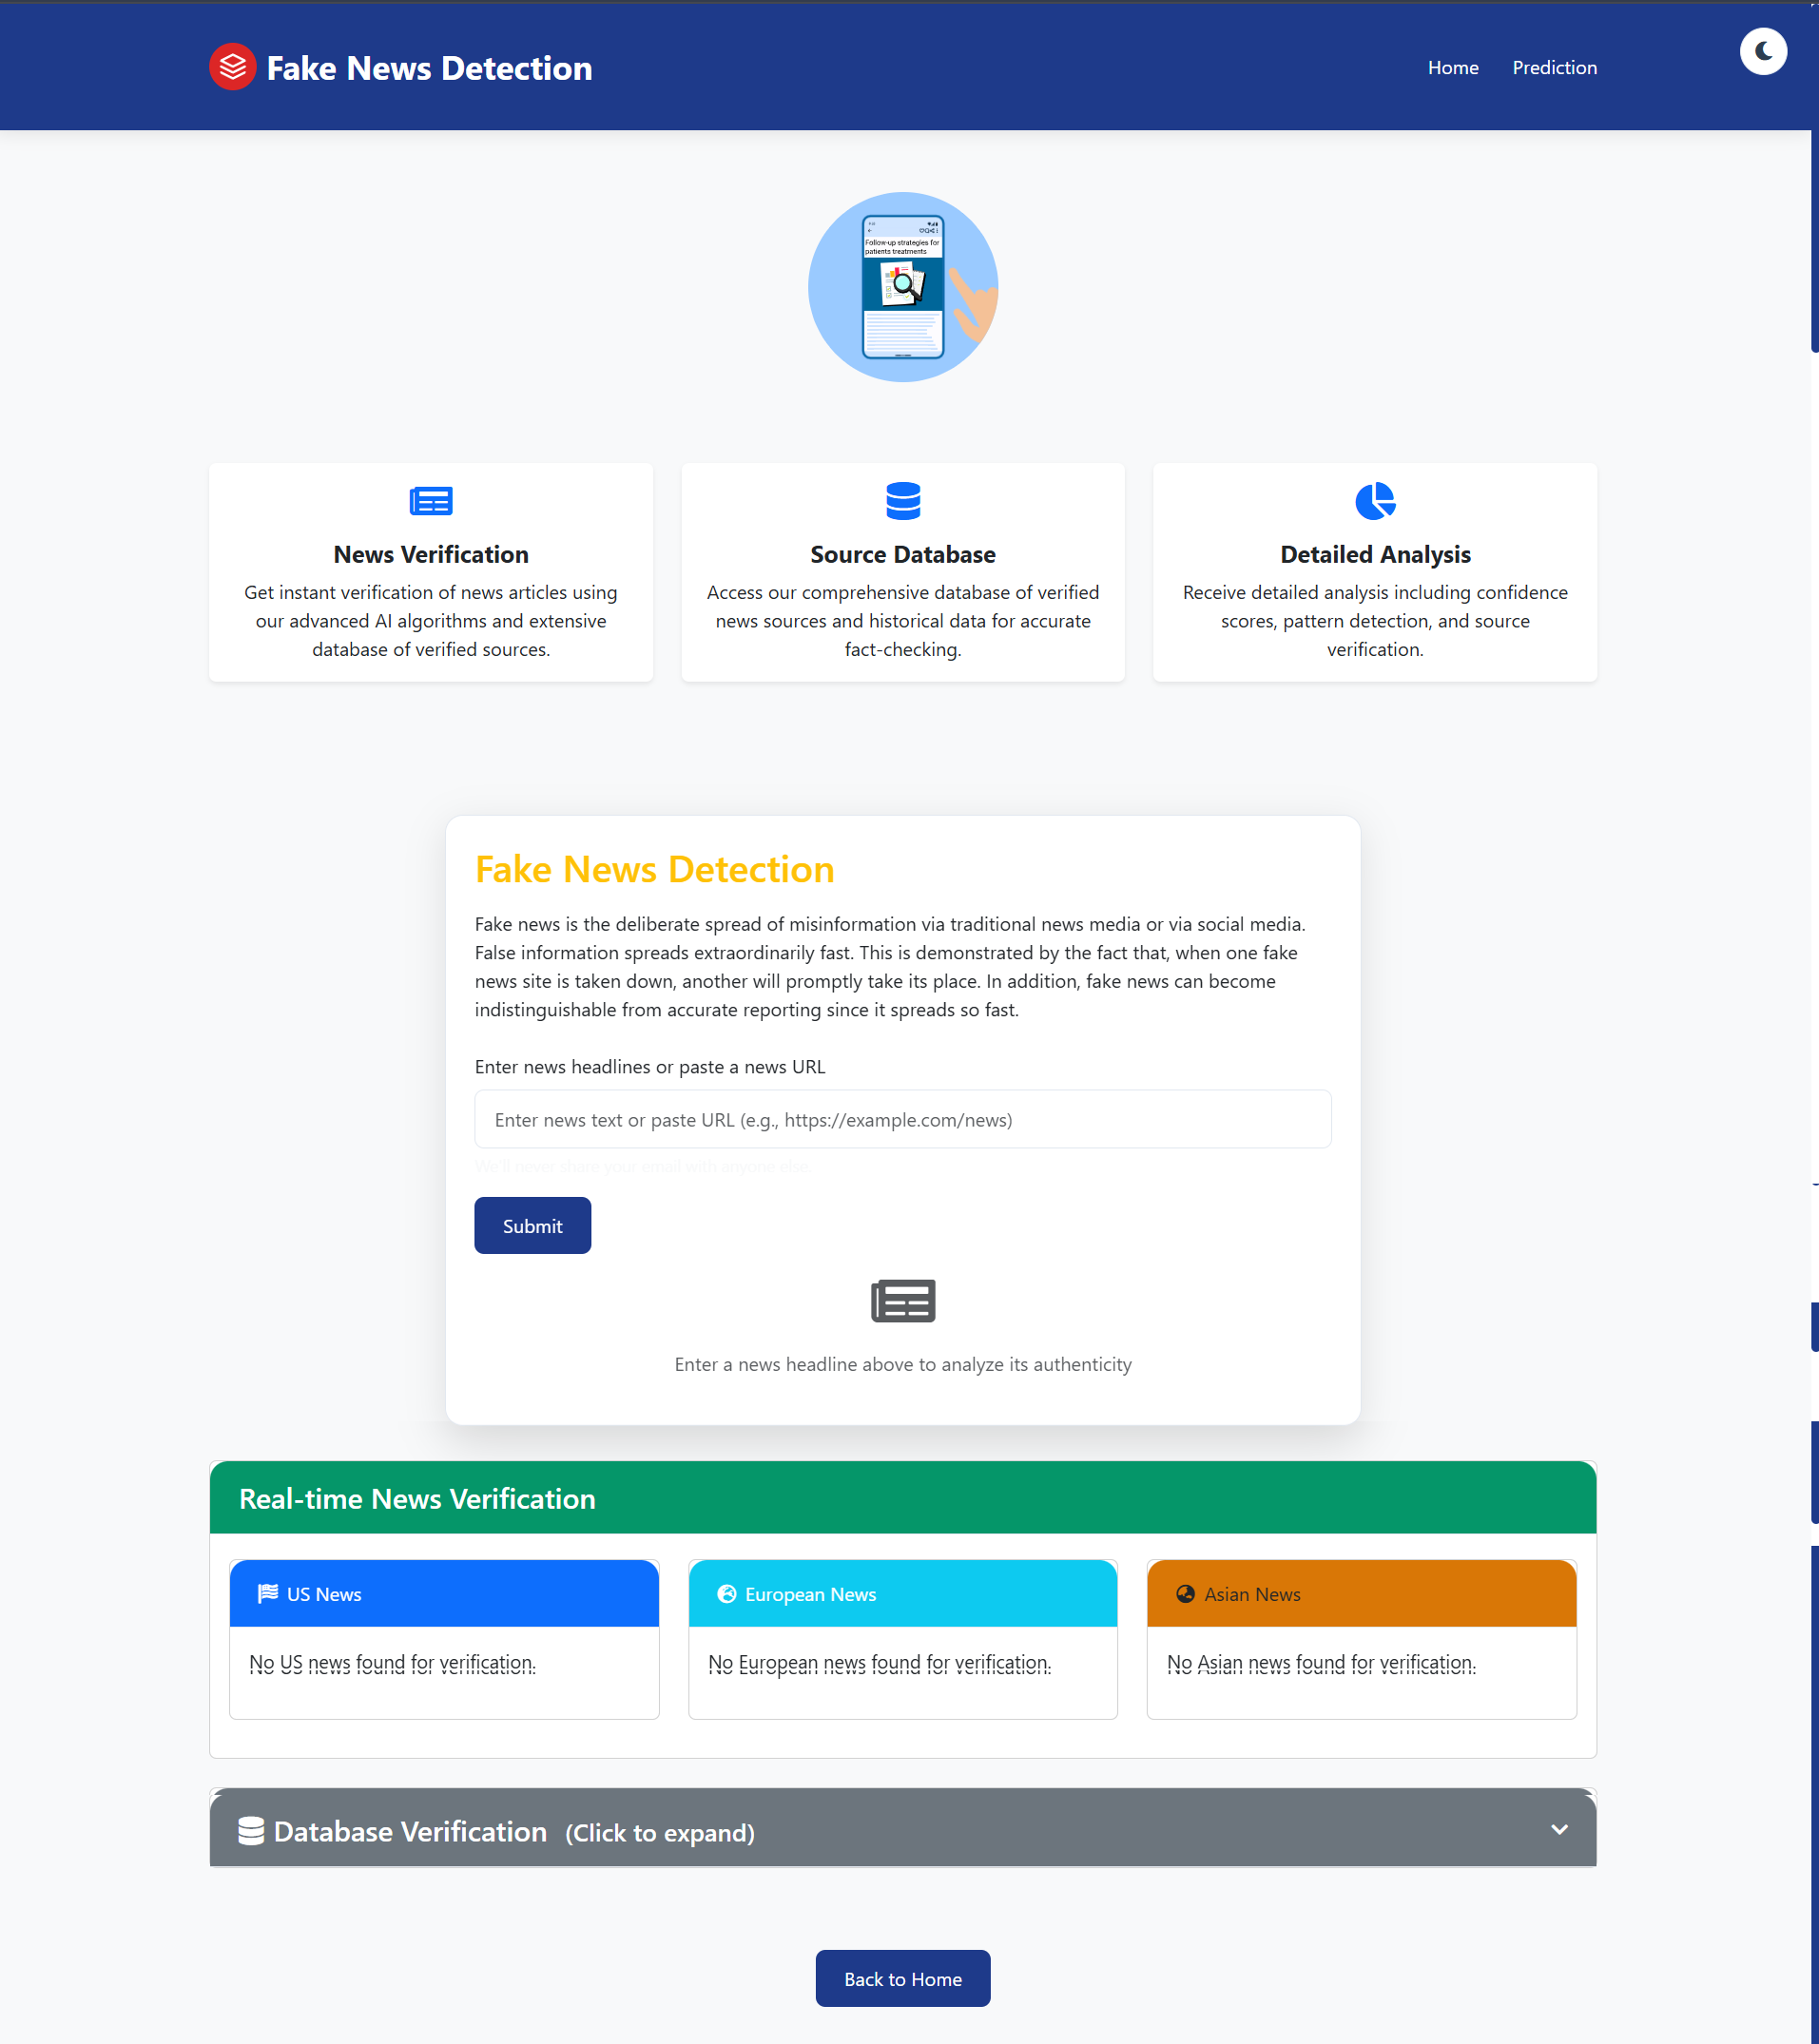 Fake News Detection
Home
Prediction
Follow-up strategies for
patients treatments
News Verification
Get instant verification of news articles using
our advanced AI algorithms and extensive
database of verified sources.
Source Database
Access our comprehensive database of verified
news sources and historical data for accurate
fact-checking.
Detailed Analysis
Receive detailed analysis including confidence
scores, pattern detection, and source
verification.
Fake News Detection
Fake news is the deliberate spread of misinformation via traditional news media or via social media.
False information spreads extraordinarily fast. This is demonstrated by the fact that, when one fake
news site is taken down, another will promptly take its place. In addition, fake news can become
indistinguishable from accurate reporting since it spreads so fast.
Enter news headlines or paste a news URL
Enter news text or paste URL (e.g., https://example.com/news)
We'll never share your email with anyone else.
Submit
Enter a news headline above to analyze its authenticity
Real-time News Verification
US News
No US news found for verification.
European News
No European news found for verification.
Asian News
No Asian news found for verification.
Database Verification (Click to expand)
Back to Home